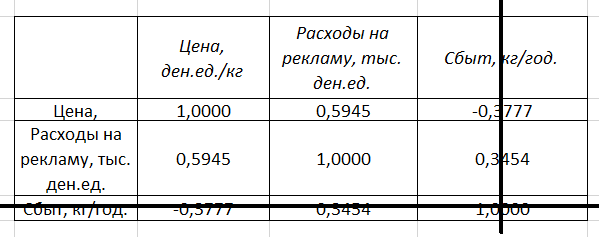 Цена, ден.ед./кг
Расходы на рекламу, тыс. ден.ед.
Сбыт, кг/год.
Цена, 1,0000 0,5945 -0,3777
Расходы на рекламу, тыс. ден.ед. 0,5945 1,0000 0,3454
Сбыт, кг/год. -0,3777 0,3454 1,0000